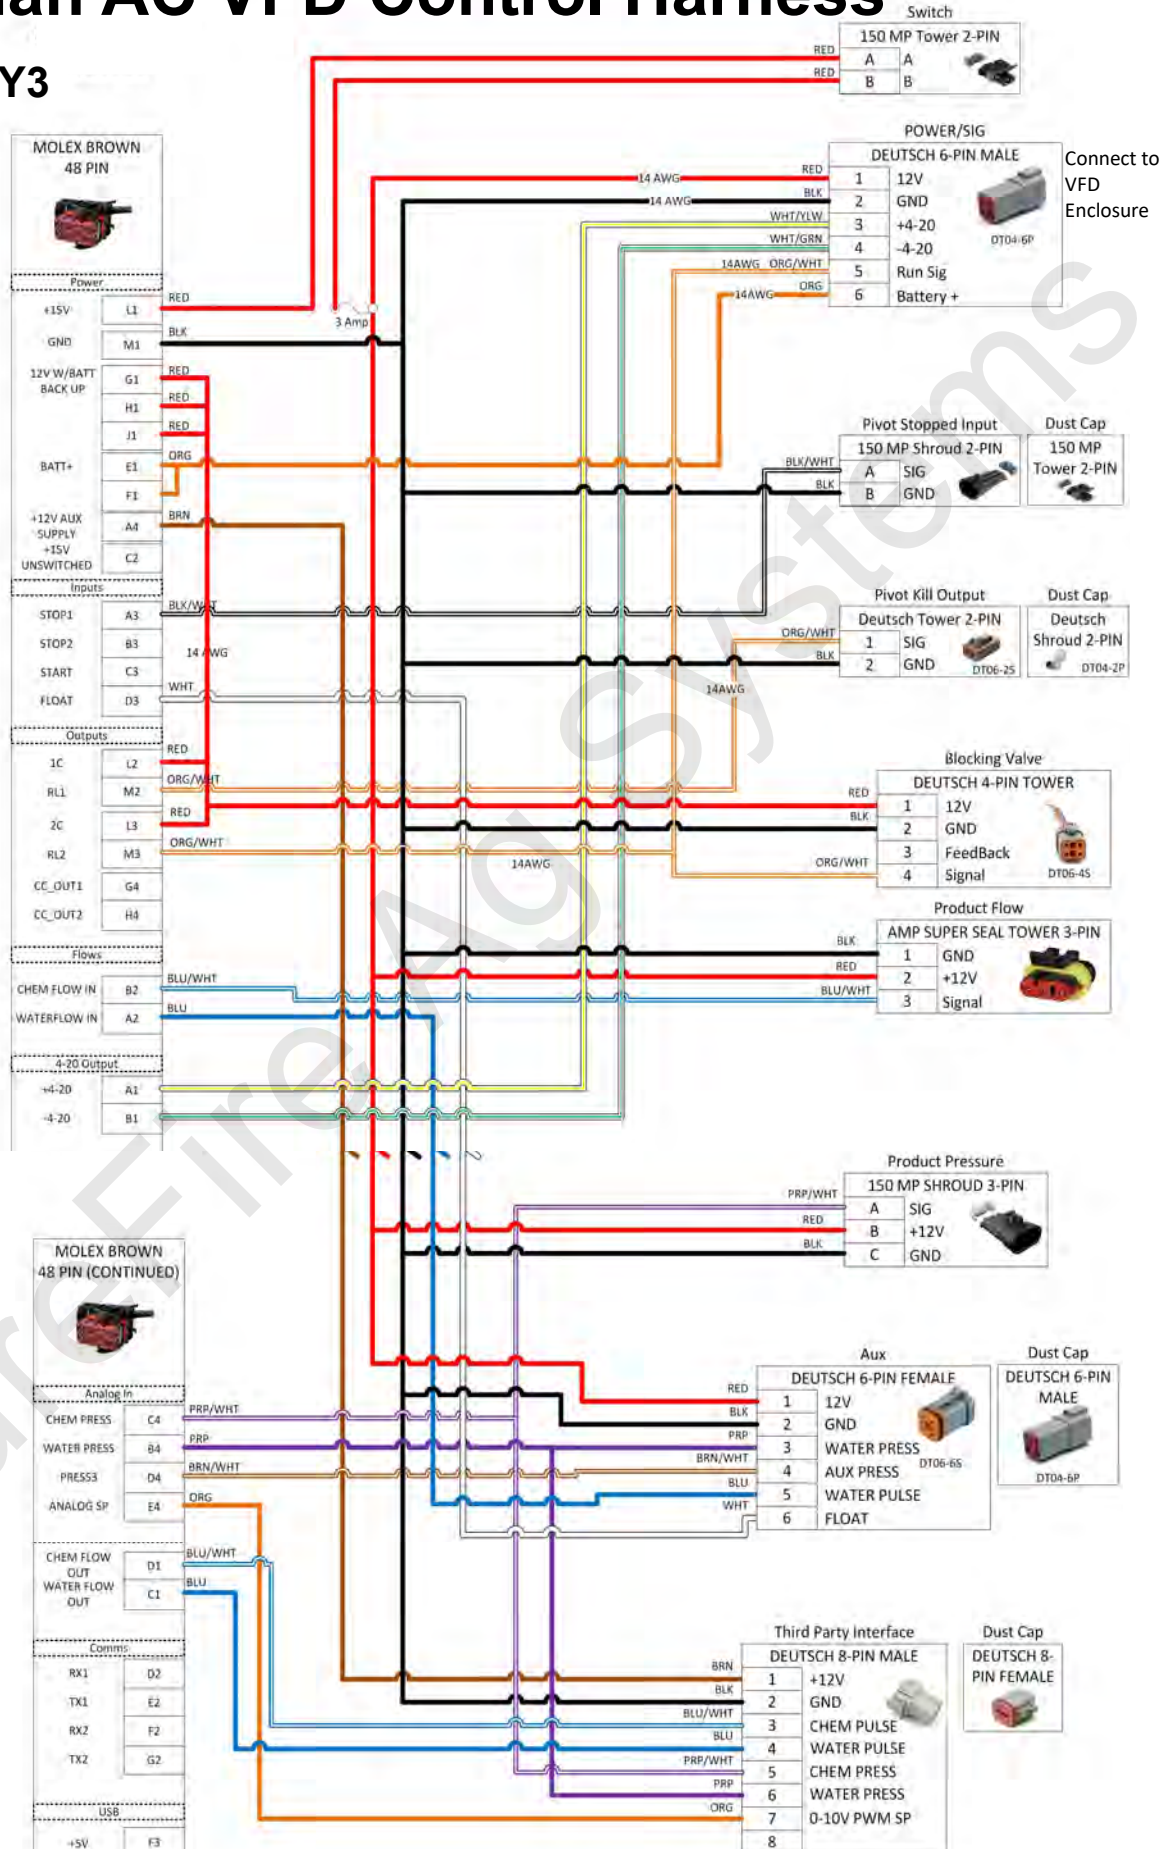 an AC VFD Control Harness
Y3
Switch
150 MP Tower 2-PIN
RED A A
RED B B
POWER/SIG
DEUTSCH 6-PIN MALE
RED 1 12V
BLK 2 GND
WHT/YLW 3 +4-20
WHT/GRN 4 -4-20
ORG/WHT 5 Run Sig
ORG 6 Battery +
14 AWG
14 AWG
14AWG
14AWG
DT04-6P
Connect to
VFD
Enclosure
MOLEX BROWN
48 PIN
Power
+15V L1 RED
3 Amp
GND M1 BLK
12V W/BATT
BACK UP
G1 RED
H1 RED
J1 RED
BATT+ E1 ORG
F1
+12V AUX
SUPPLY
A4 BRN
+15V
UNSWITCHED
C2
Inputs
STOP1 A3 BLK/WHT
STOP2 B3
14 AWG
START C3
FLOAT D3 WHT
Outputs
1C L2 RED
RL1 M2 ORG/WHT
2C L3 RED
RL2 M3 ORG/WHT
14AWG
CC_OUT1 G4
CC_OUT2 H4
Flows
CHEM FLOW IN B2 BLU/WHT
WATERFLOW IN A2 BLU
4-20 Output
+4-20 A1
-4-20 B1
Pivot Stopped Input
150 MP Shroud 2-PIN
BLK/WHT A SIG
BLK B GND
Dust Cap
150 MP
Tower 2-PIN
Pivot Kill Output
Deutsch Tower 2-PIN
ORG/WHT 1 SIG
BLK 2 GND
DT06-2S
14AWG
Dust Cap
Deutsch
Shroud 2-PIN
DT04-2P
Blocking Valve
DEUTSCH 4-PIN TOWER
RED 1 12V
BLK 2 GND
3 FeedBack
ORG/WHT 4 Signal
DT06-4S
Product Flow
AMP SUPER SEAL TOWER 3-PIN
BLK 1 GND
RED 2 +12V
BLU/WHT 3 Signal
Product Pressure
150 MP SHROUD 3-PIN
PRP/WHT A SIG
RED B +12V
BLK C GND
MOLEX BROWN
48 PIN (CONTINUED)
Analog In
CHEM PRESS C4 PRP/WHT
WATER PRESS B4 PRP
PRESS3 D4 BRN/WHT
ANALOG SP E4 ORG
CHEM FLOW
OUT
D1 BLU/WHT
WATER FLOW
OUT
C1 BLU
Comms
RX1 D2
TX1 E2
RX2 F2
TX2 G2
USB
+5V F3
Aux
DEUTSCH 6-PIN FEMALE
RED 1 12V
BLK 2 GND
PRP 3 WATER PRESS
BRN/WHT 4 AUX PRESS
BLU 5 WATER PULSE
WHT 6 FLOAT
DT06-6S
Dust Cap
DEUTSCH 6-PIN
MALE
DT04-6P
Third Party Interface
DEUTSCH 8-PIN MALE
BRN 1 +12V
BLK 2 GND
BLU/WHT 3 CHEM PULSE
BLU 4 WATER PULSE
PRP/WHT 5 CHEM PRESS
PRP 6 WATER PRESS
ORG 7 0-10V PWM SP
8
Dust Cap
DEUTSCH 8-
PIN FEMALE
ureFire Ag Systems